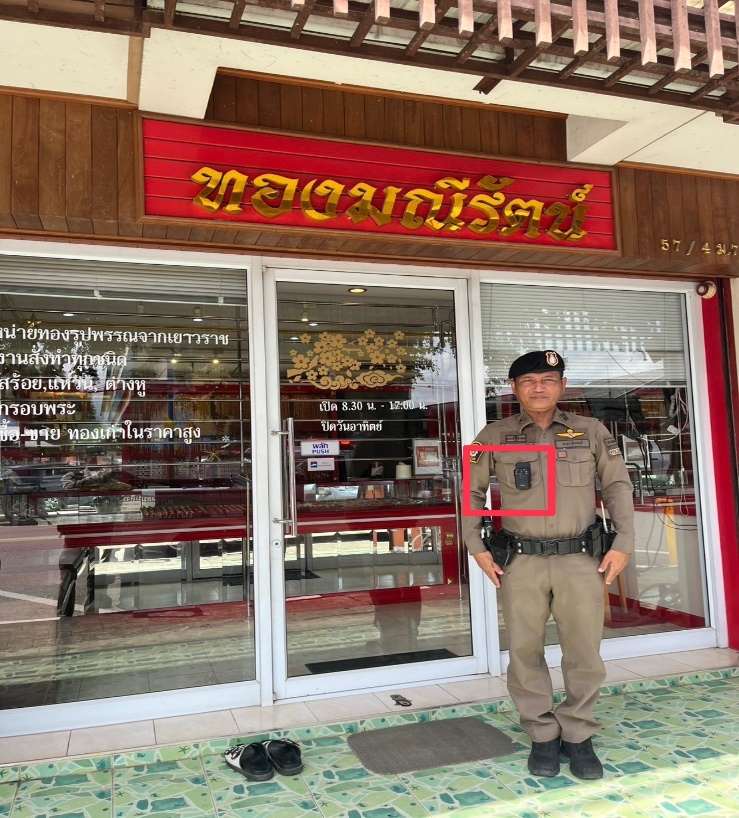 ทองมณีรัตน์
57/4 ม.7
หน่ายทองรูปพรรณจากเยาวราช
งานสั่งทำทุกชนิด
สร้อย,แหวน, ต่างหู
กรอบพระ
ซื้อ-ขาย ทองเก่าในราคาสูง
เปิด 8.30 น. - 17:00 น.
ปิดวันอาทิตย์
ผลัก
PUSH